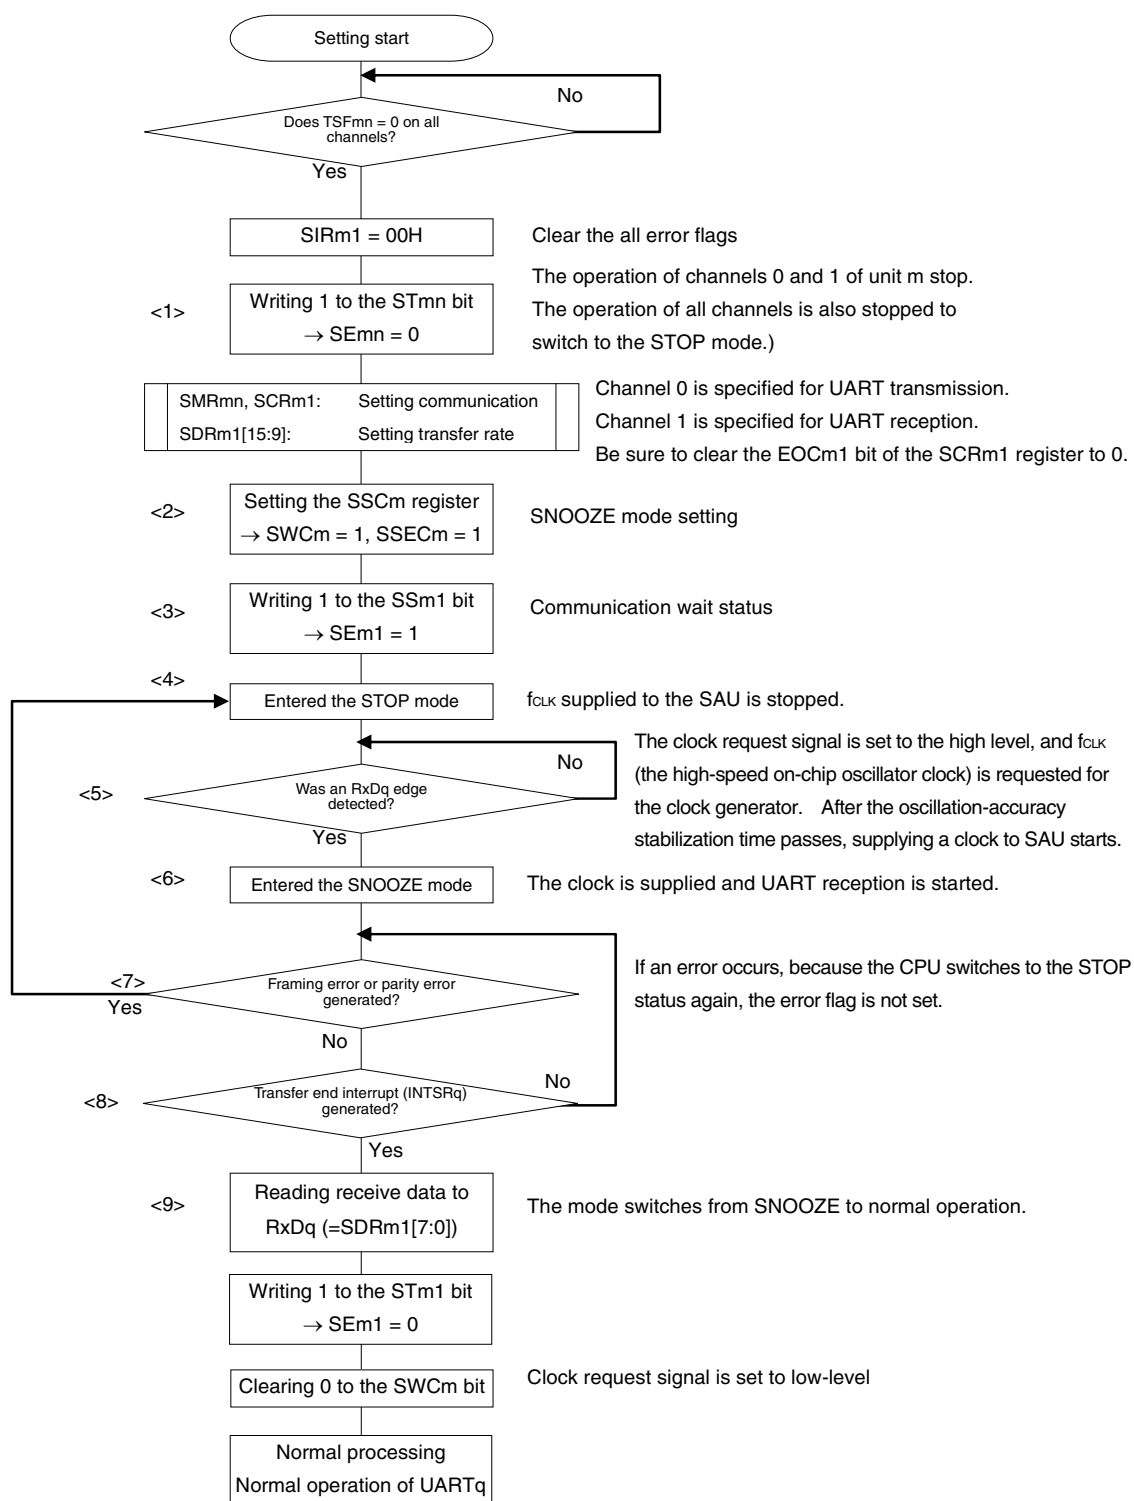 Setting start
No
Does TSFmn = 0 on all
channels?
Yes
SIRm1 = 00H
Clear the all error flags
The operation of channels 0 and 1 of unit m stop.
<1>
Writing 1 to the STmn bit
→ SEmn = 0
The operation of all channels is also stopped to
switch to the STOP mode.)
SMRmn, SCRm1: Setting communication
SDRm1[15:9]: Setting transfer rate
Channel 0 is specified for UART transmission.
Channel 1 is specified for UART reception.
Be sure to clear the EOCm1 bit of the SCRm1 register to 0.
<2>
Setting the SSCm register
→ SWCm = 1, SSECm = 1
SNOOZE mode setting
<3>
Writing 1 to the SSm1 bit
→ SEm1 = 1
Communication wait status
<4>
Entered the STOP mode
fCLK supplied to the SAU is stopped.
No
<5>
Was an RxDq edge
detected?
Yes
The clock request signal is set to the high level, and fCLK
(the high-speed on-chip oscillator clock) is requested for
the clock generator. After the oscillation-accuracy
stabilization time passes, supplying a clock to SAU starts.
<6>
Entered the SNOOZE mode
The clock is supplied and UART reception is started.
<7>
Yes
Framing error or parity error
generated?
No
If an error occurs, because the CPU switches to the STOP
status again, the error flag is not set.
<8>
Transfer end interrupt (INTSRq)
generated?
No
Yes
<9>
Reading receive data to
RxDq (=SDRm1[7:0])
The mode switches from SNOOZE to normal operation.
Writing 1 to the STm1 bit
→ SEm1 = 0
Clearing 0 to the SWCm bit
Clock request signal is set to low-level
Normal processing
Normal operation of UARTq